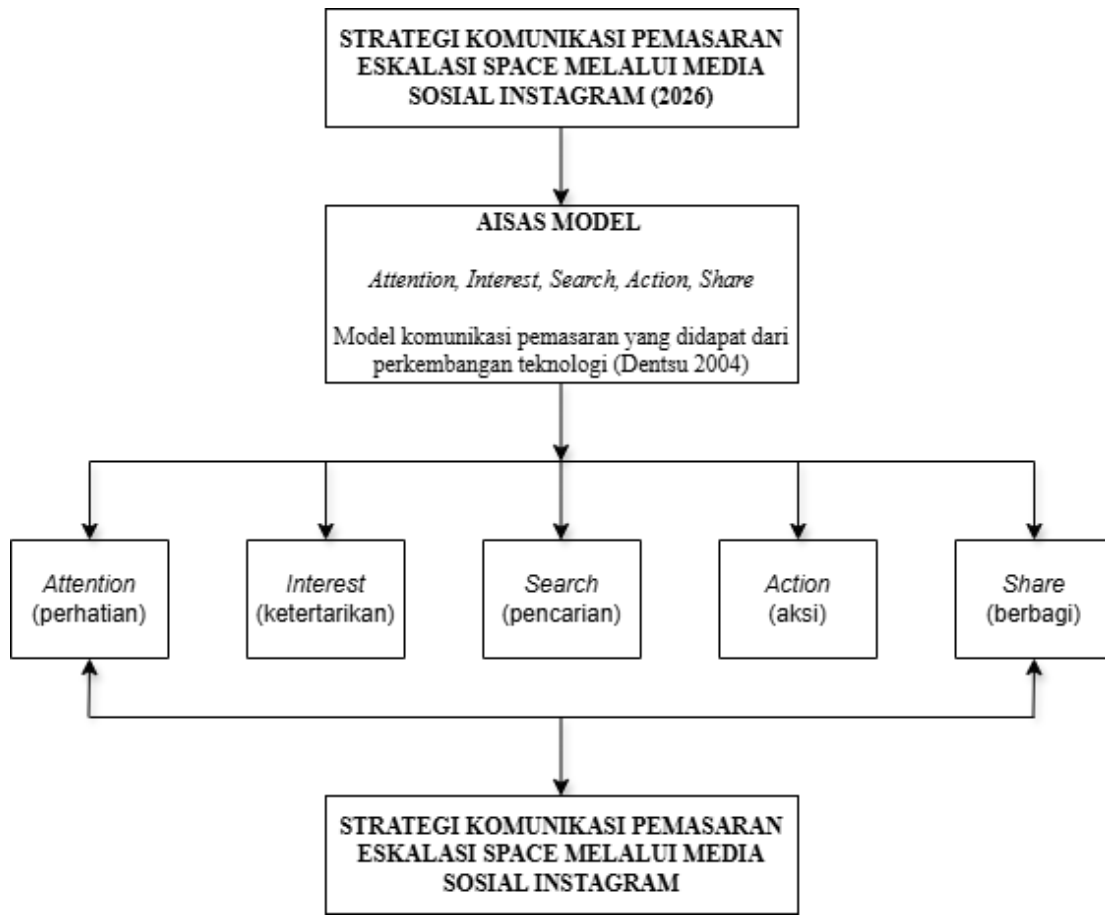 STRATEGI KOMUNIKASI PEMASARAN
ESKALASI SPACE MELALUI MEDIA
SOSIAL INSTAGRAM (2026)
AISAS MODEL
Attention, Interest, Search, Action, Share
Model komunikasi pemasaran yang didapat dari
perkembangan teknologi (Dentsu 2004)
Attention
(perhatian)
Interest
(ketertarikan)
Search
(pencarian)
Action
(aksi)
Share
(berbagi)
STRATEGI KOMUNIKASI PEMASARAN
ESKALASI SPACE MELALUI MEDIA
SOSIAL INSTAGRAM